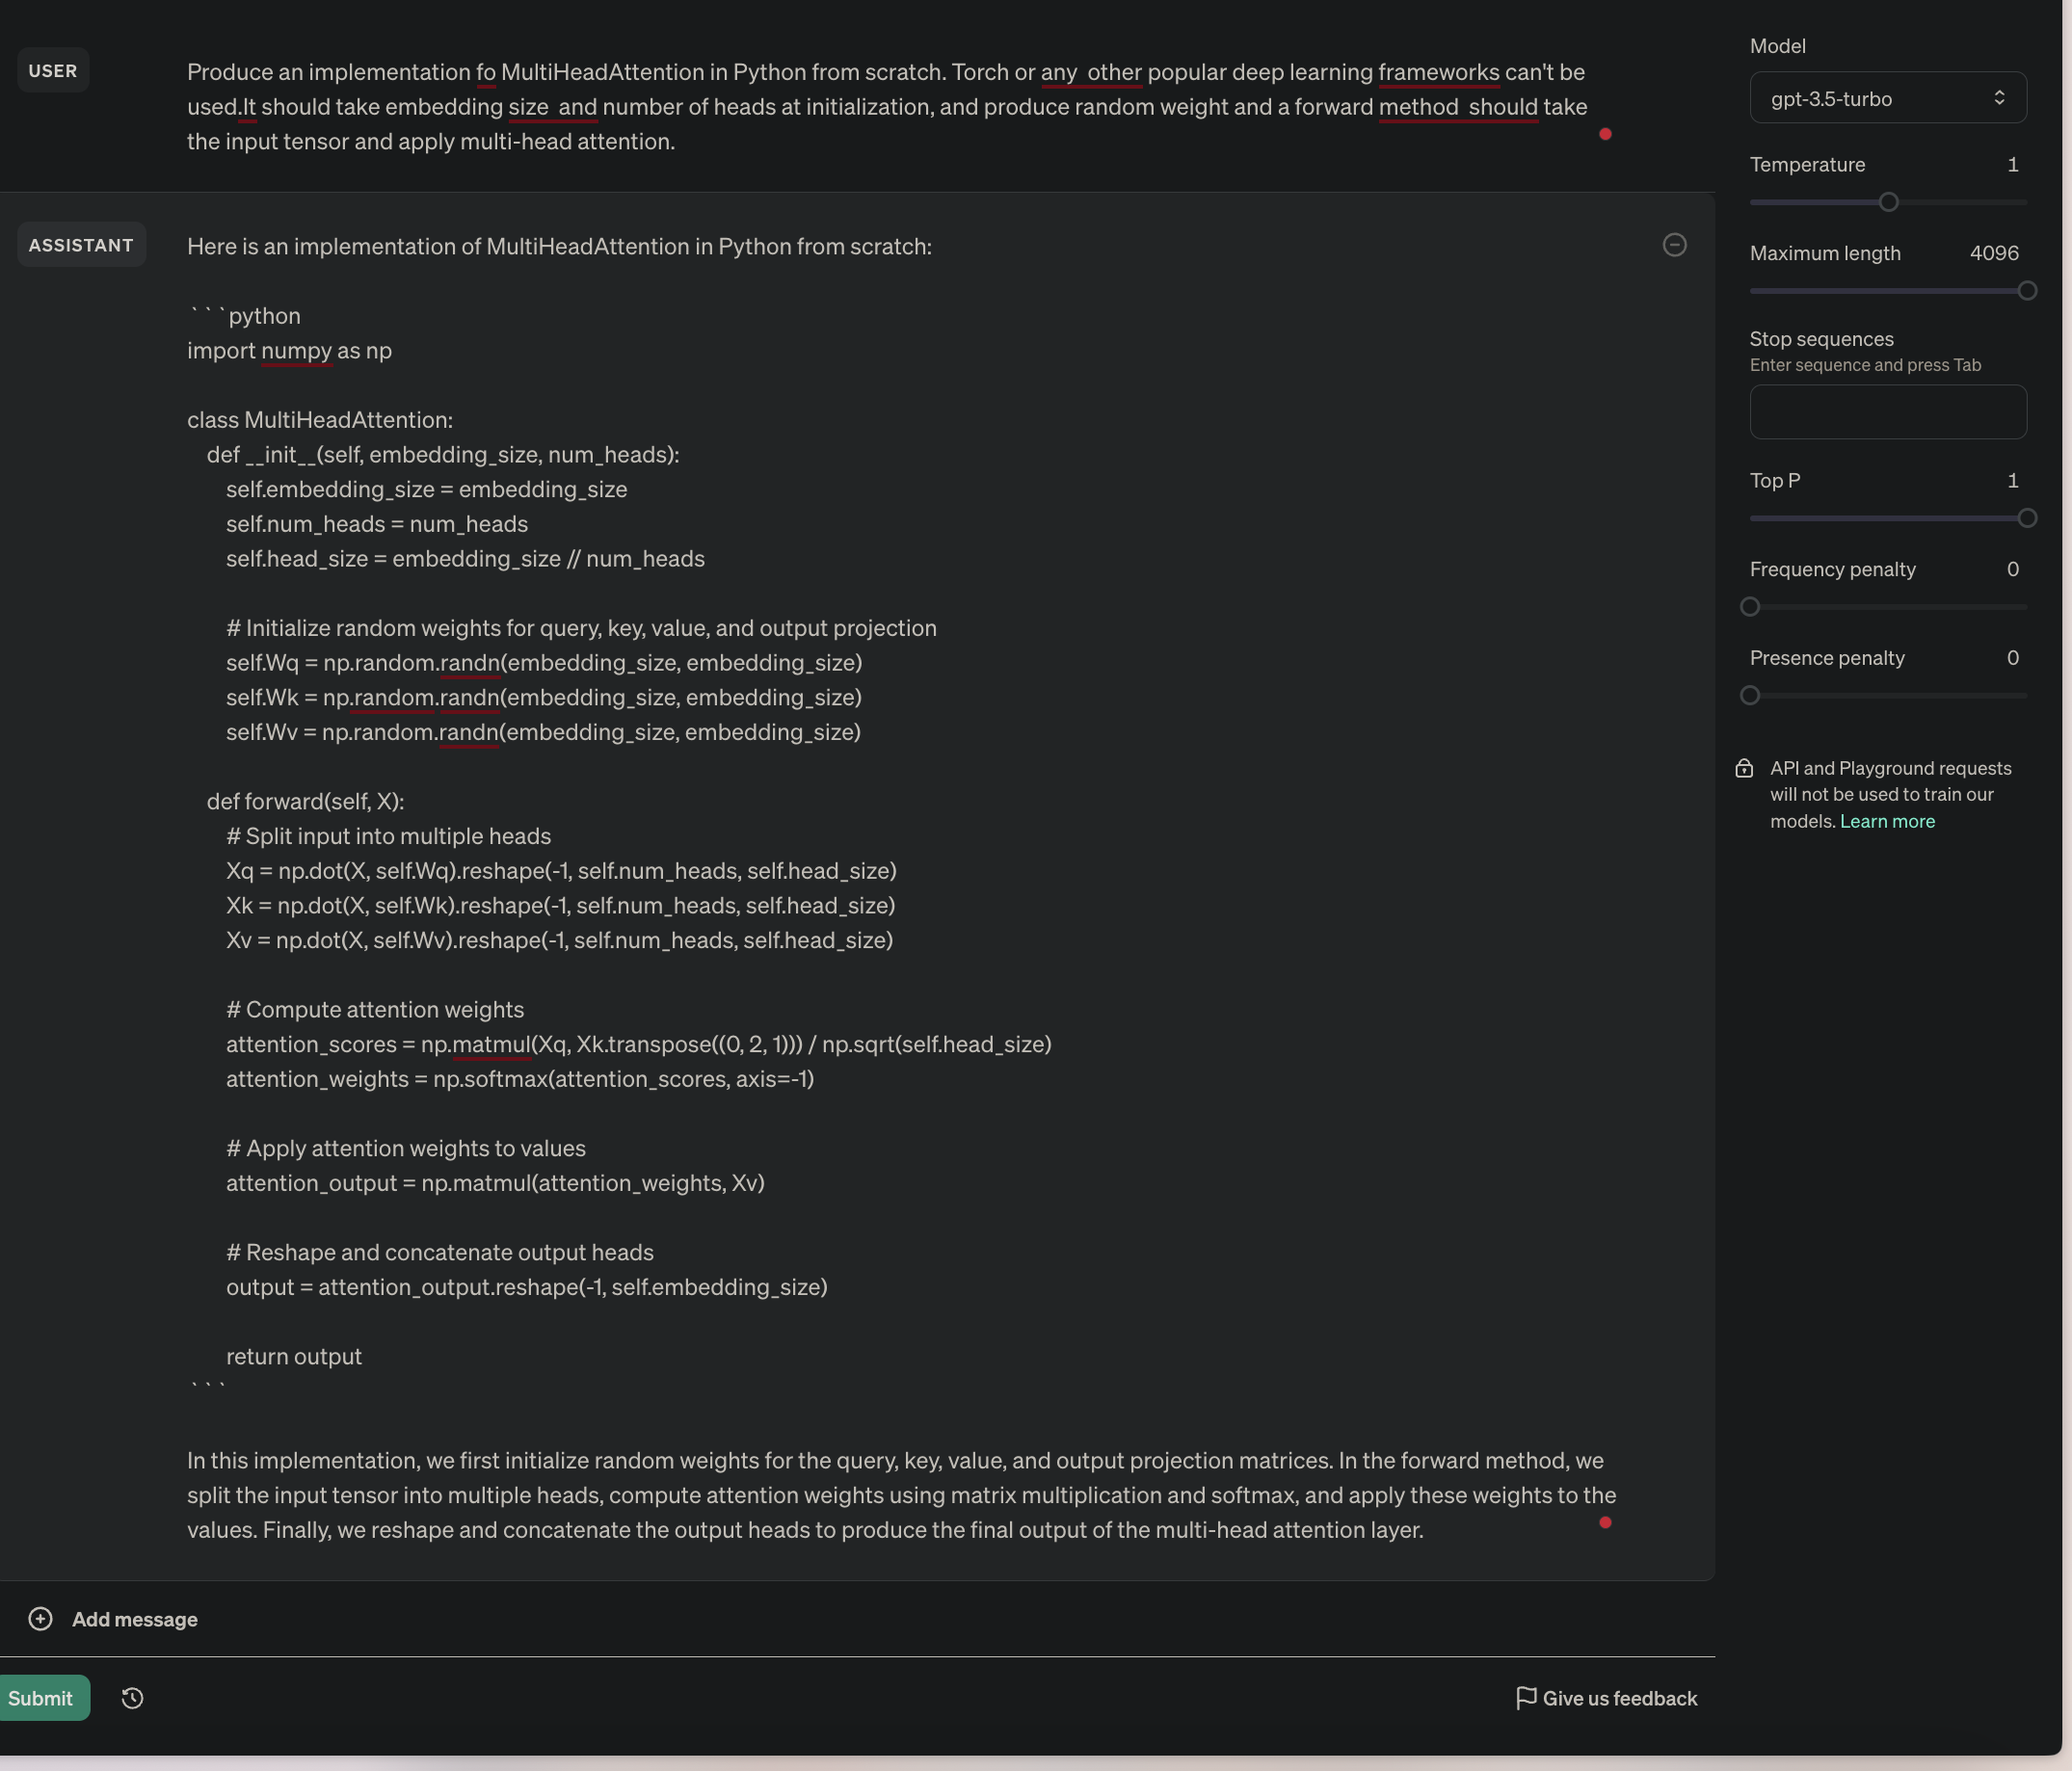 USER
Produce an implementation fo MultiHeadAttention in Python from scratch. Torch or any  other popular deep learning frameworks can't be
used.It should take embedding size  and number of heads at initialization, and produce random weight and a forward method  should take
the input tensor and apply multi-head attention.
ASSISTANT
Here is an implementation of MultiHeadAttention in Python from scratch:
```python
import numpy as np
class MultiHeadAttention:
def __init__(self, embedding_size, num_heads):
self.embedding_size = embedding_size
self.num_heads = num_heads
self.head_size = embedding_size // num_heads
# Initialize random weights for query, key, value, and output projection
self.Wq = np.random.randn(embedding_size, embedding_size)
self.Wk = np.random.randn(embedding_size, embedding_size)
self.Wv = np.random.randn(embedding_size, embedding_size)
def forward(self, X):
# Split input into multiple heads
Xq = np.dot(X, self.Wq).reshape(-1, self.num_heads, self.head_size)
Xk = np.dot(X, self.Wk).reshape(-1, self.num_heads, self.head_size)
Xv = np.dot(X, self.Wv).reshape(-1, self.num_heads, self.head_size)
# Compute attention weights
attention_scores = np.matmul(Xq, Xk.transpose((0, 2, 1))) / np.sqrt(self.head_size)
attention_weights = np.softmax(attention_scores, axis=-1)
# Apply attention weights to values
attention_output = np.matmul(attention_weights, Xv)
# Reshape and concatenate output heads
output = attention_output.reshape(-1, self.embedding_size)
return output
```
In this implementation, we first initialize random weights for the query, key, value, and output projection matrices. In the forward method, we
split the input tensor into multiple heads, compute attention weights using matrix multiplication and softmax, and apply these weights to the
values. Finally, we reshape and concatenate the output heads to produce the final output of the multi-head attention layer.
Add message
Submit
Give us feedback
Model
gpt-3.5-turbo
Temperature 1
Maximum length 4096
Stop sequences
Enter sequence and press Tab
Top P 1
Frequency penalty 0
Presence penalty 0
API and Playground requests
will not be used to train our
models. Learn more